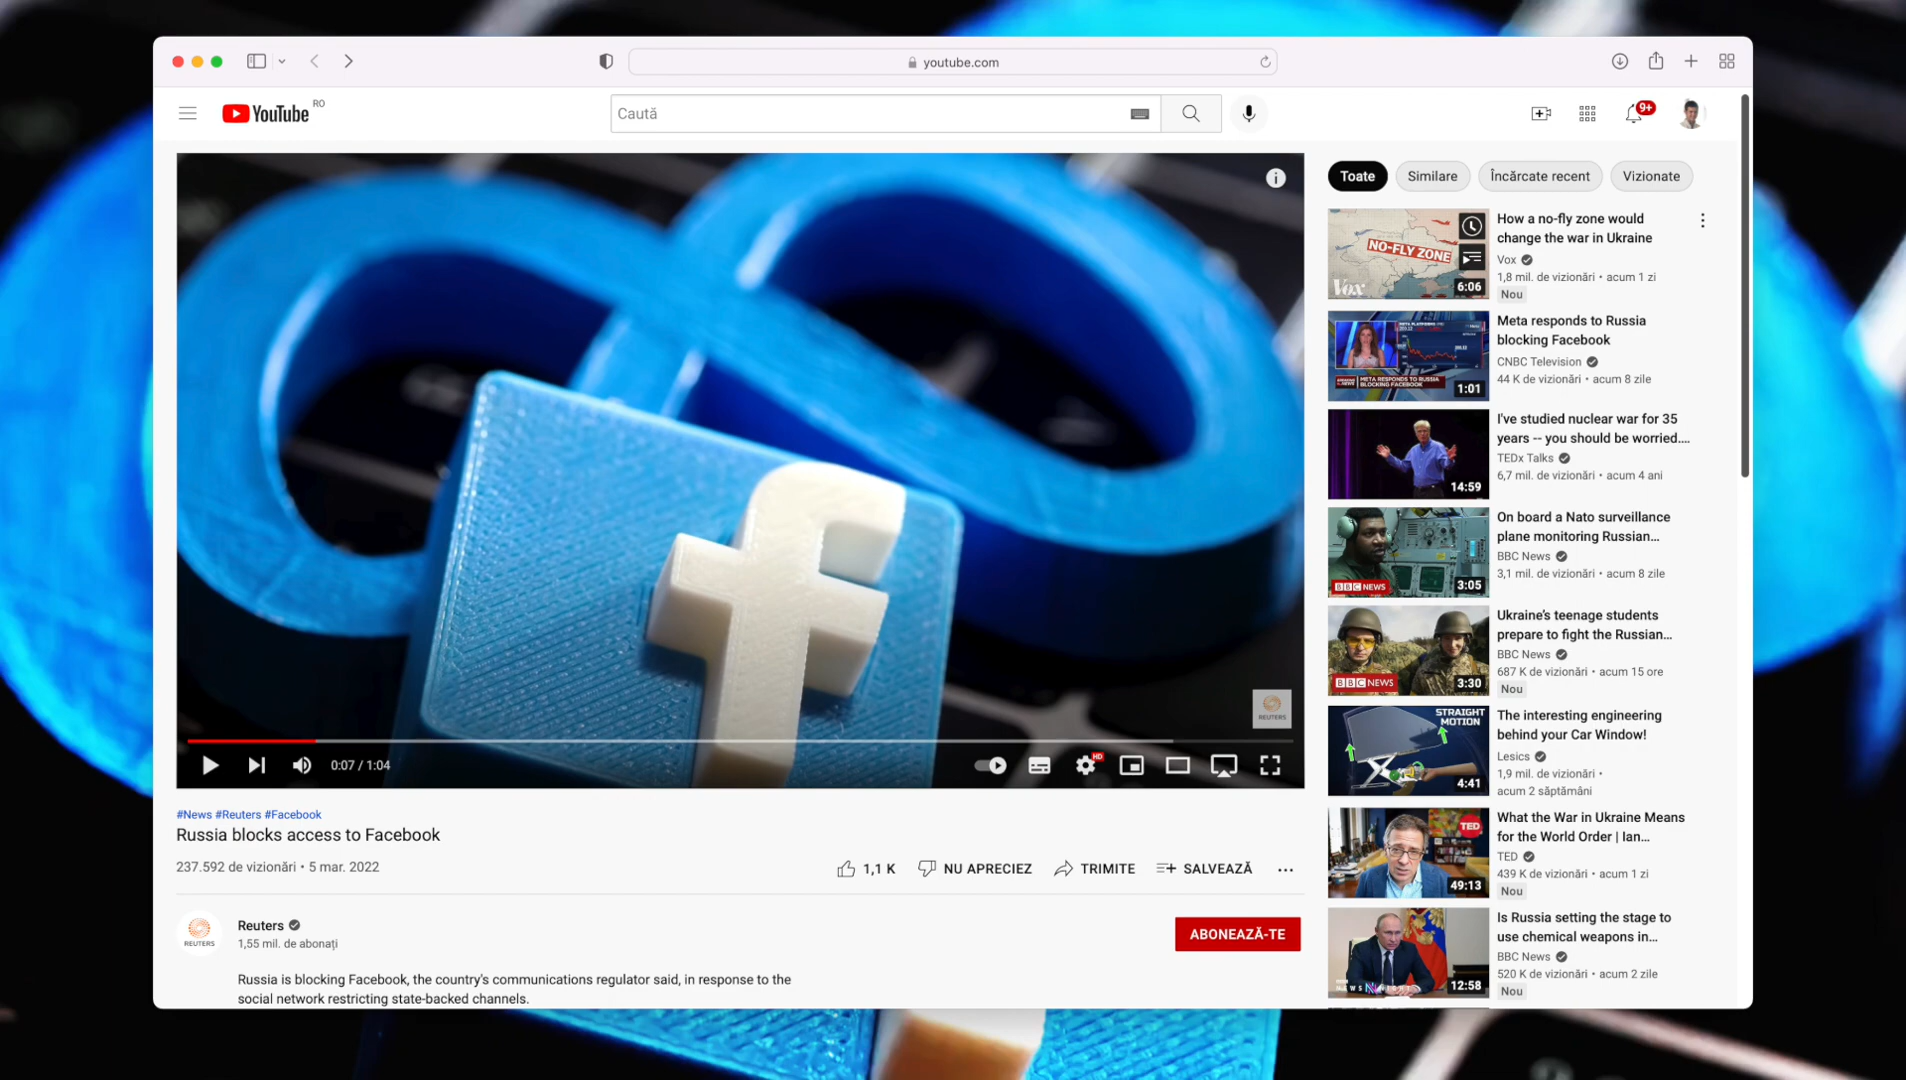 youtube.com
YouTube RO
Caută
9+
REUTERS
0:07 / 1:04
HD
#News #Reuters #Facebook
Russia blocks access to Facebook
237.592 de vizionări • 5 mar. 2022
1,1 K
NU APRECIEZ
TRIMITE
SALVEAZĂ
REUTERS
Reuters
1,55 mil. de abonați
ABONEAZĂ-TE
Russia is blocking Facebook, the country's communications regulator said, in response to the
social network restricting state-backed channels.
Toate
Similare
Încărcate recent
Vizionate
NO-FLY ZONE
Vox
6:06
How a no-fly zone would
change the war in Ukraine
Vox
1,8 mil. de vizionări • acum 1 zi
Nou
META RESPONDS TO RUSSIA
BLOCKING FACEBOOK
1:01
Meta responds to Russia
blocking Facebook
CNBC Television
44 K de vizionări • acum 8 zile
14:59
I've studied nuclear war for 35
years -- you should be worried....
TEDx Talks
6,7 mil. de vizionări • acum 4 ani
BBC NEWS
3:05
On board a Nato surveillance
plane monitoring Russian...
BBC News
3,1 mil. de vizionări • acum 8 zile
BBC NEWS
3:30
Ukraine's teenage students
prepare to fight the Russian...
BBC News
687 K de vizionări • acum 15 ore
Nou
STRAIGHT
MOTION
4:41
The interesting engineering
behind your Car Window!
Lesics
1,9 mil. de vizionări •
acum 2 săptămâni
TED
49:13
What the War in Ukraine Means
for the World Order | Ian...
TED
439 K de vizionări • acum 1 zi
Nou
12:58
Is Russia setting the stage to
use chemical weapons in...
BBC News
520 K de vizionări • acum 2 zile
Nou